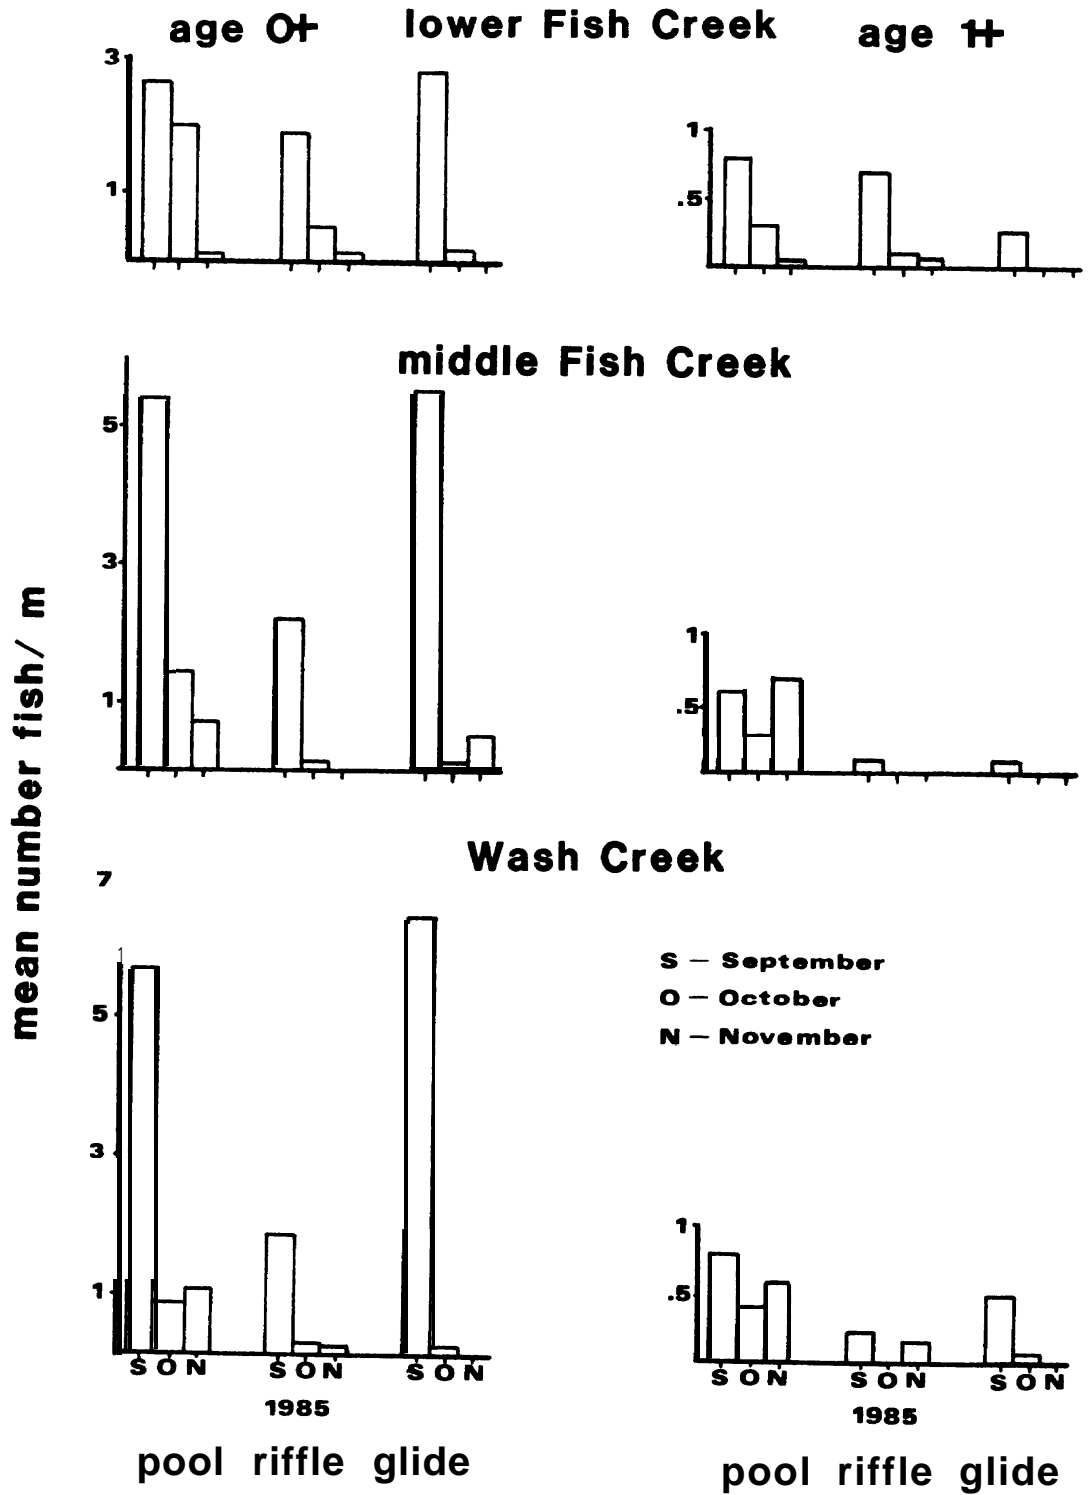 age 0+ lower Fish Creek age 1+
3
1
1
.5
middle Fish Creek
5
3
1
1
.5
mean number fish/ m
Wash Creek
7
5
3
1
S – September
O – October
N – November
1
.5
S O N S O N S O N
1985
pool riffle glide
S O N S O N S O N
1985
pool riffle glide